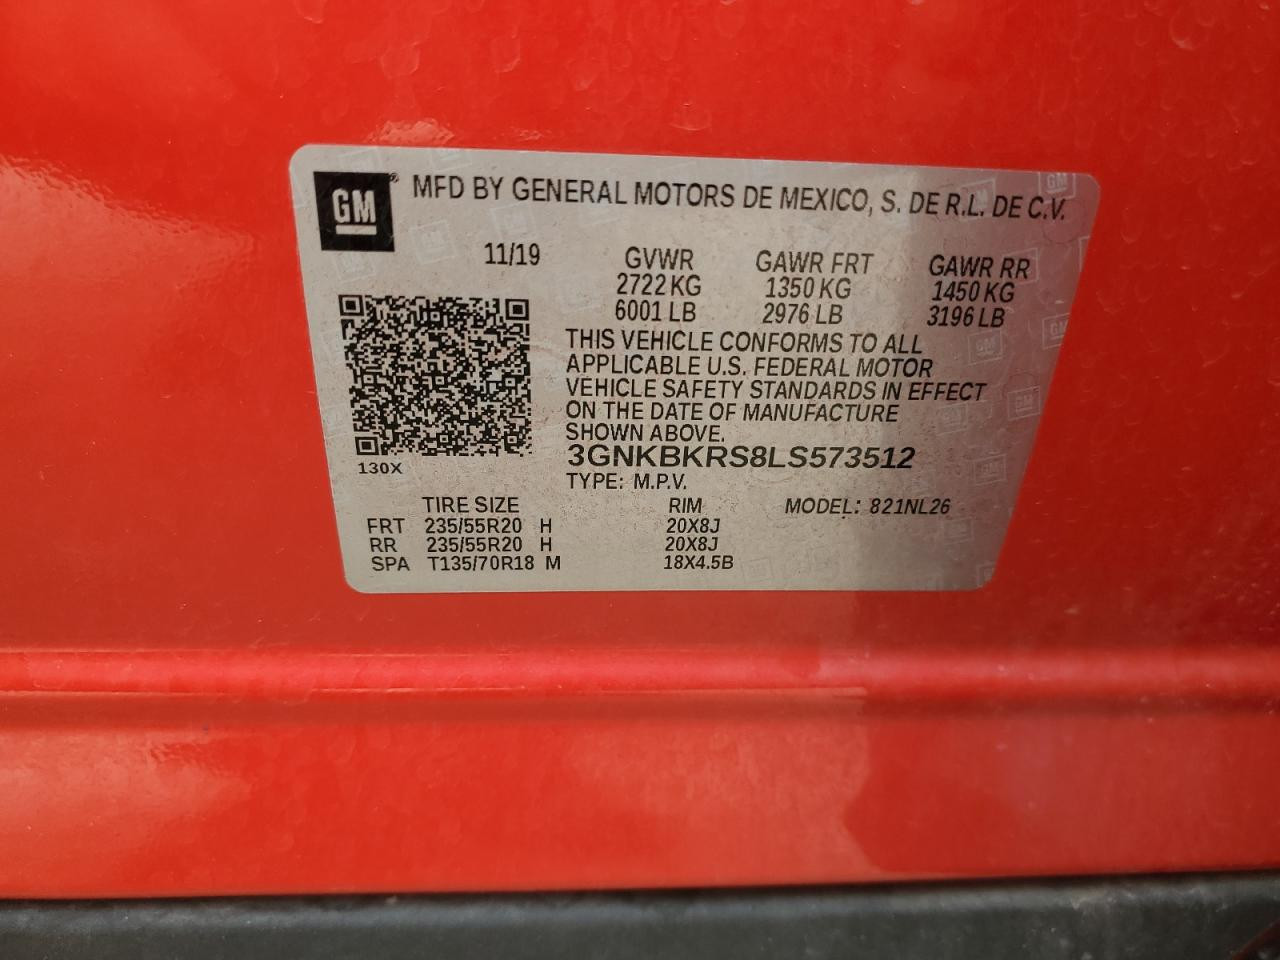 GM® MFD BY GENERAL MOTORS DE MEXICO, S. DE R.L. DE C.V.
11/19 GVWR GAWR FRT GAWR RR
2722 KG 1350 KG 1450 KG
6001 LB 2976 LB 3196 LB
THIS VEHICLE CONFORMS TO ALL
APPLICABLE U.S. FEDERAL MOTOR
VEHICLE SAFETY STANDARDS IN EFFECT
ON THE DATE OF MANUFACTURE
SHOWN ABOVE.
130X 3GNKBKRS8LS573512
TYPE: M.P.V.
TIRE SIZE RIM MODEL: 821NL26
FRT 235/55R20 H 20X8J
RR 235/55R20 H 20X8J
SPA T135/70R18 M 18X4.5B